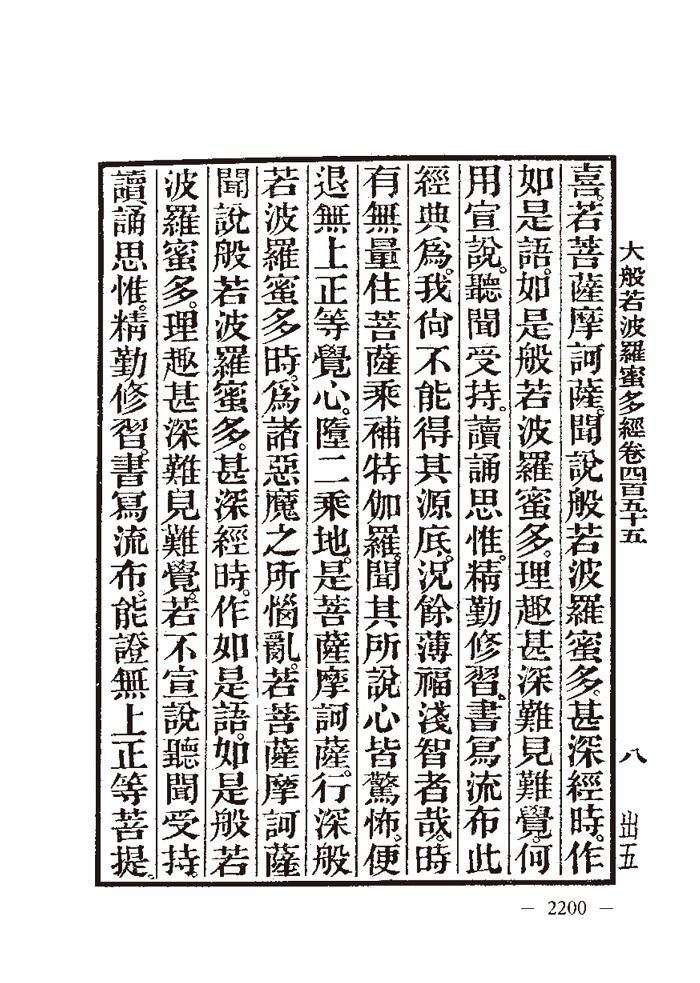 大般若波羅蜜多經卷四百五十五 八 出五
喜。若菩薩摩訶薩。聞說般若波羅蜜多。甚深經時。作
如是語。如是般若波羅蜜多。理趣甚深難見難覺。何
用宣說。聽聞受持。讀誦思惟。精勤修習。書寫流布此
經典為。我尙不能得其源底。況餘薄福淺智者哉。時
有無量住菩薩乘補特伽羅。聞其所說心皆驚怖。便
退無上正等覺心。墮二乘地。是菩薩摩訶薩。行深般
若波羅蜜多時。為諸惡魔之所惱亂。若菩薩摩訶薩
聞說般若波羅蜜多。甚深經時。作如是語。如是般若
波羅蜜多。理趣甚深難見難覺。若不宣說聽聞受持。
讀誦思惟。精勤修習。書寫流布。能證無上正等菩提。
— 2200 —